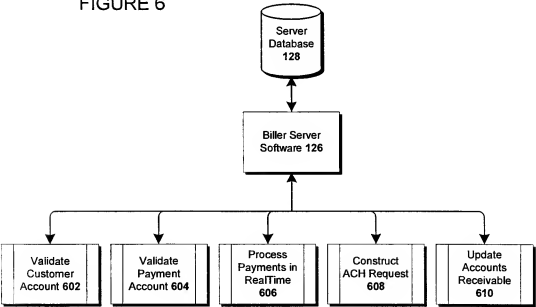 FIGURE 6
Server
Database
128
Biller Server
Software 126
Validate
Customer
Account 602
Validate
Payment
Account 604
Process
Payments in
RealTime
606
Construct
ACH Request
608
Update
Accounts
Receivable
610